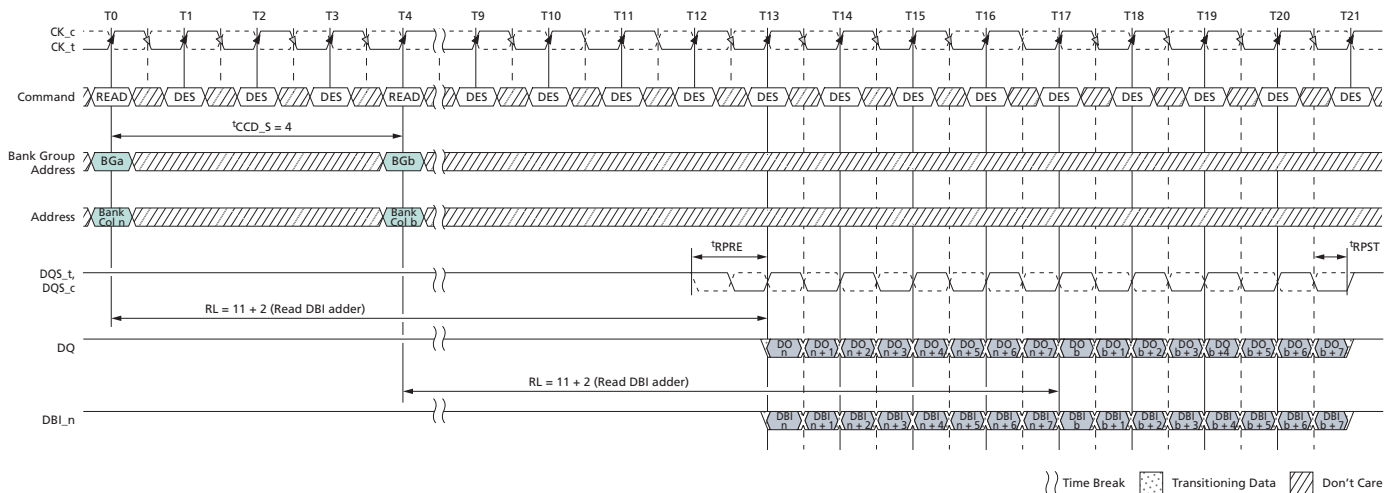 T0 T1 T2 T3 T4 T9 T10 T11 T12 T13 T14 T15 T16 T17 T18 T19 T20 T21
CK_c
CK_t
Command READ DES DES DES READ DES DES DES DES DES DES DES DES DES DES DES DES DES
tCCD_S = 4
Bank Group
Address
BGa BGb
Address
Bank
Col n
Bank
Col b
tRPRE tRPST
DQS_t,
DQS_c
RL = 11 + 2 (Read DBI adder)
DQ
DO DO DO DO DO DO DO DO DO DO DO DO DO DO DO DO
n n + 1 n + 2 n + 3 n + 4 n + 5 n + 6 n + 7 b b + 1 b + 2 b + 3 b +4 b + 5 b + 6 b + 7
RL = 11 + 2 (Read DBI adder)
DBI_n
DBI DBI DBI DBI DBI DBI DBI DBI DBI DBI DBI DBI DBI DBI DBI DBI
n n + 1 n + 2 n + 3 n + 4 n + 5 n + 6 n + 7 b b + 1 b + 2 b + 3 b + 4 b + 5 b + 6 b + 7
Time Break Transitioning Data Don't Care